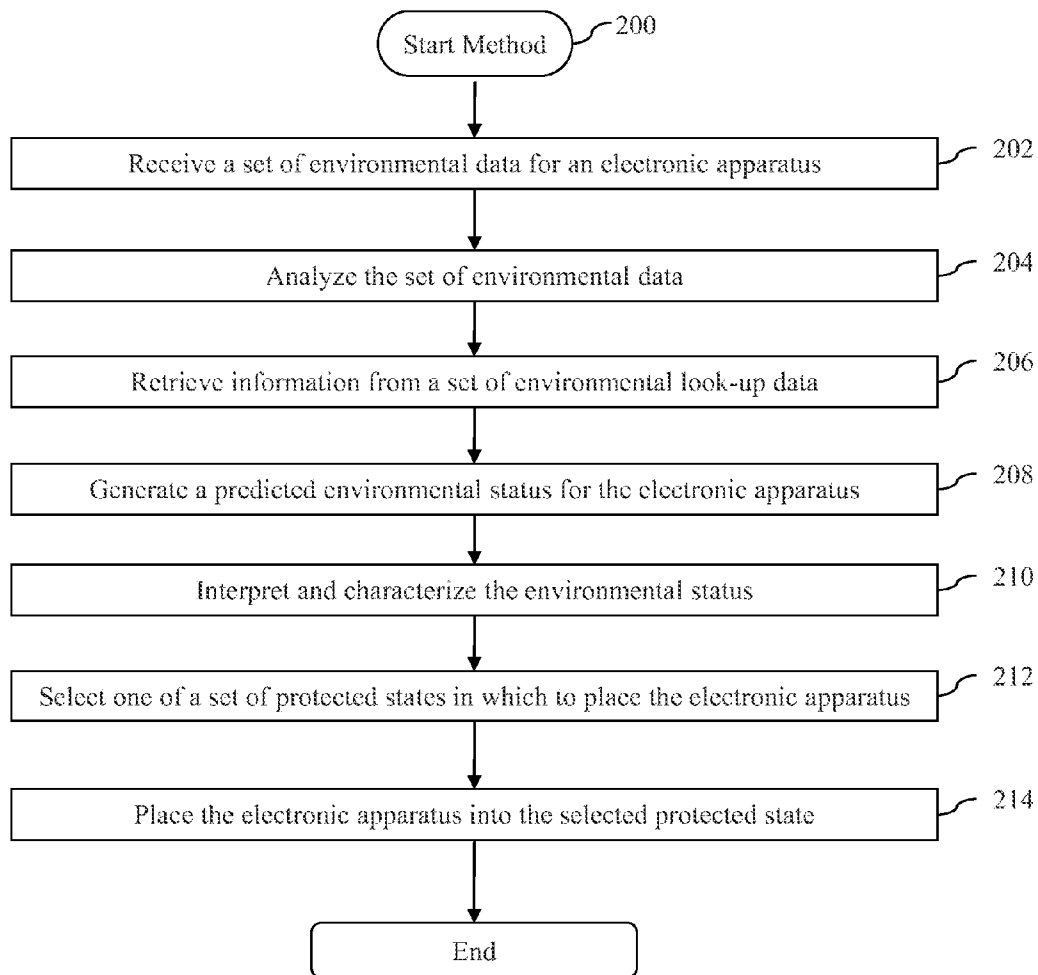 Start Method
200
Receive a set of environmental data for an electronic apparatus
202
Analyze the set of environmental data
204
Retrieve information from a set of environmental look-up data
206
Generate a predicted environmental status for the electronic apparatus
208
Interpret and characterize the environmental status
210
Select one of a set of protected states in which to place the electronic apparatus
212
Place the electronic apparatus into the selected protected state
214
End